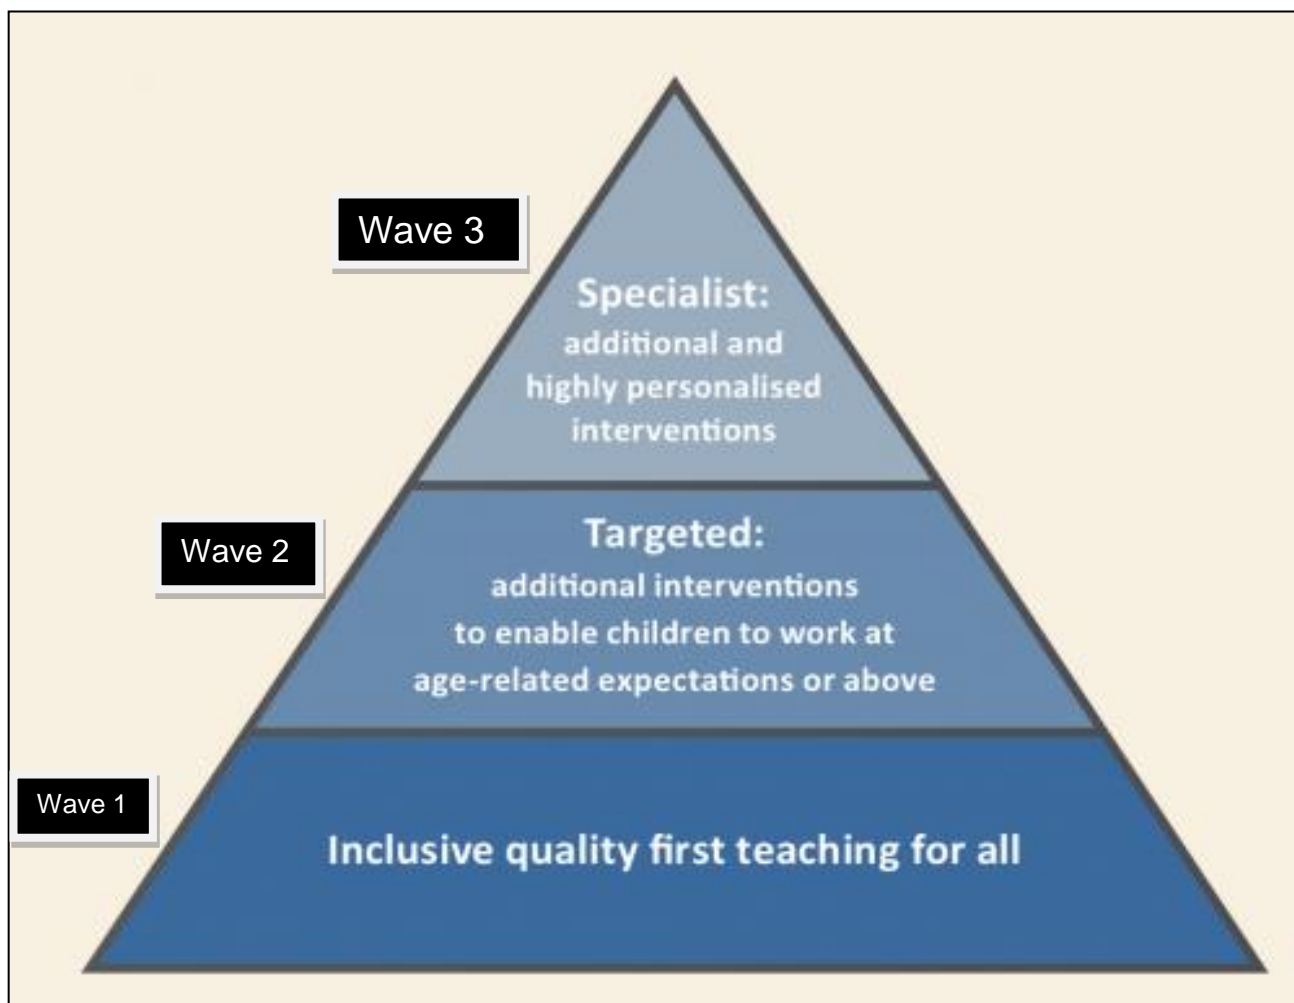 Wave 3
Specialist:
additional and
highly personalised
interventions
Wave 2
Targeted:
additional interventions
to enable children to work at
age-related expectations or above
Wave 1
Inclusive quality first teaching for all